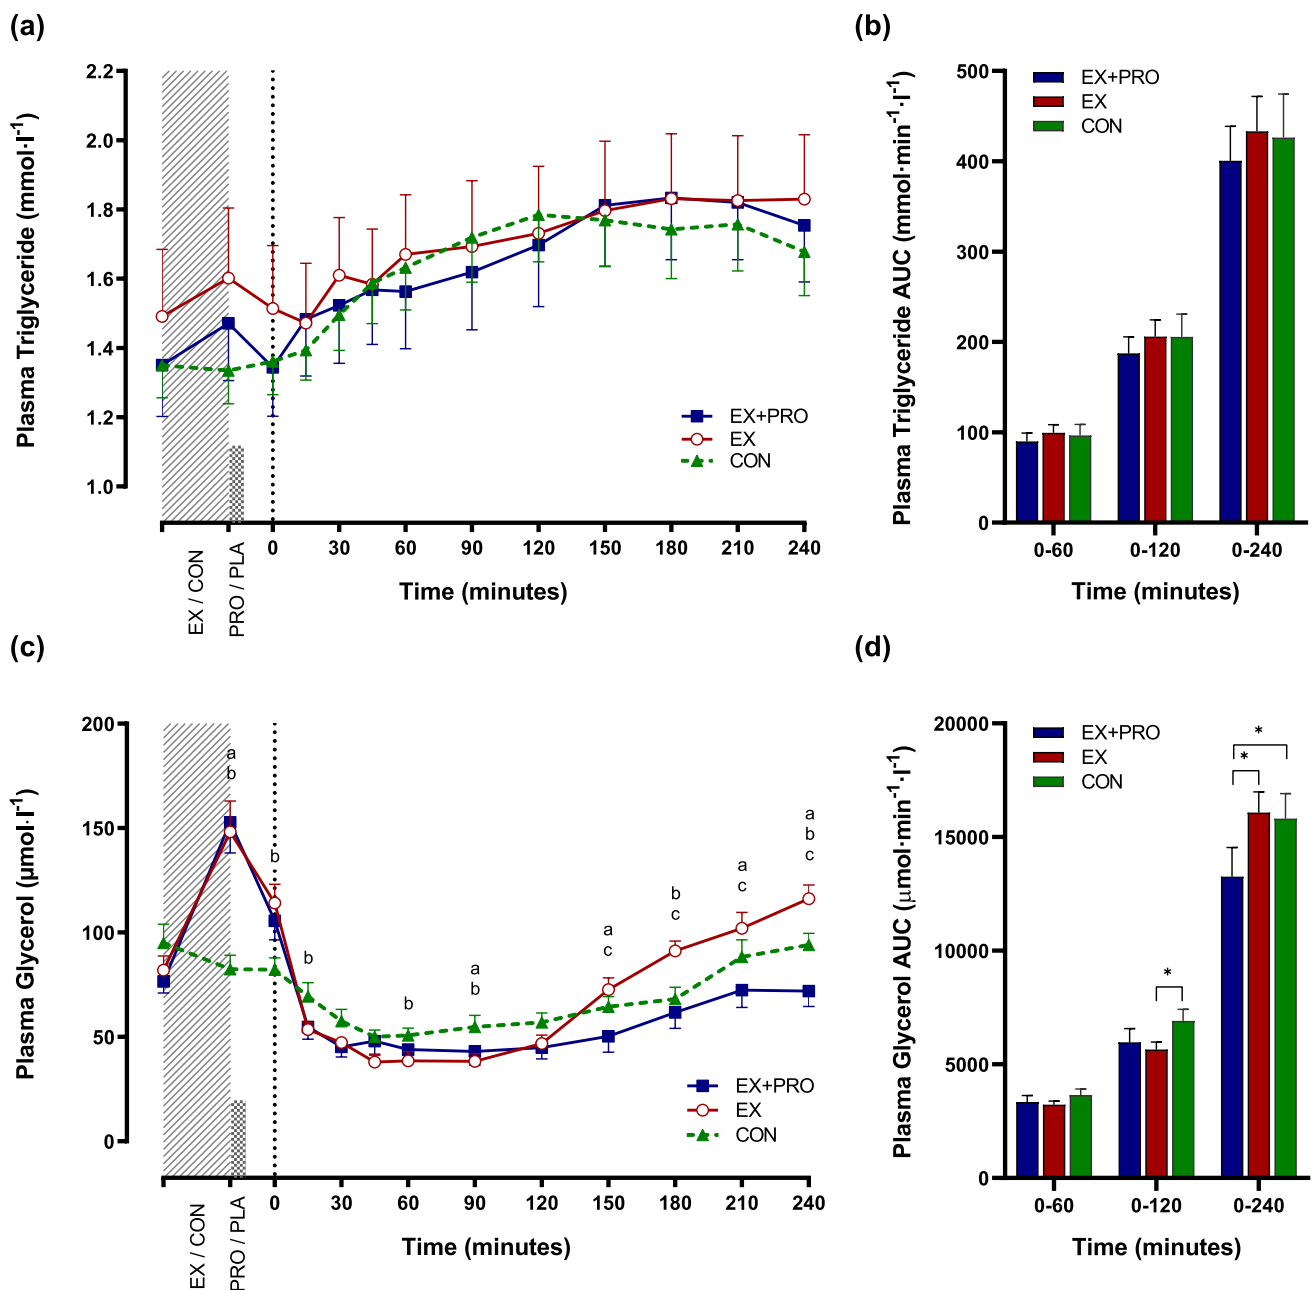 (a)
Plasma Triglyceride (mmol·l⁻¹)
2.2
2.0
1.8
1.6
1.4
1.2
1.0
EX+PRO
EX
CON
0 30 60 90 120 150 180 210 240
EX / CON
PRO / PLA
Time (minutes)
(b)
Plasma Triglyceride AUC (mmol·min⁻¹·l⁻¹)
500
400
300
200
100
0
EX+PRO
EX
CON
0-60 0-120 0-240
Time (minutes)
(c)
Plasma Glycerol (µmol·l⁻¹)
200
150
100
50
0
a
b
b
b
b
a
b
a
c
b
c
a
c
a
b
c
EX+PRO
EX
CON
0 30 60 90 120 150 180 210 240
EX / CON
PRO / PLA
Time (minutes)
(d)
Plasma Glycerol AUC (µmol·min⁻¹·l⁻¹)
20000
15000
10000
5000
0
EX+PRO
EX
CON
*
*
*
0-60 0-120 0-240
Time (minutes)